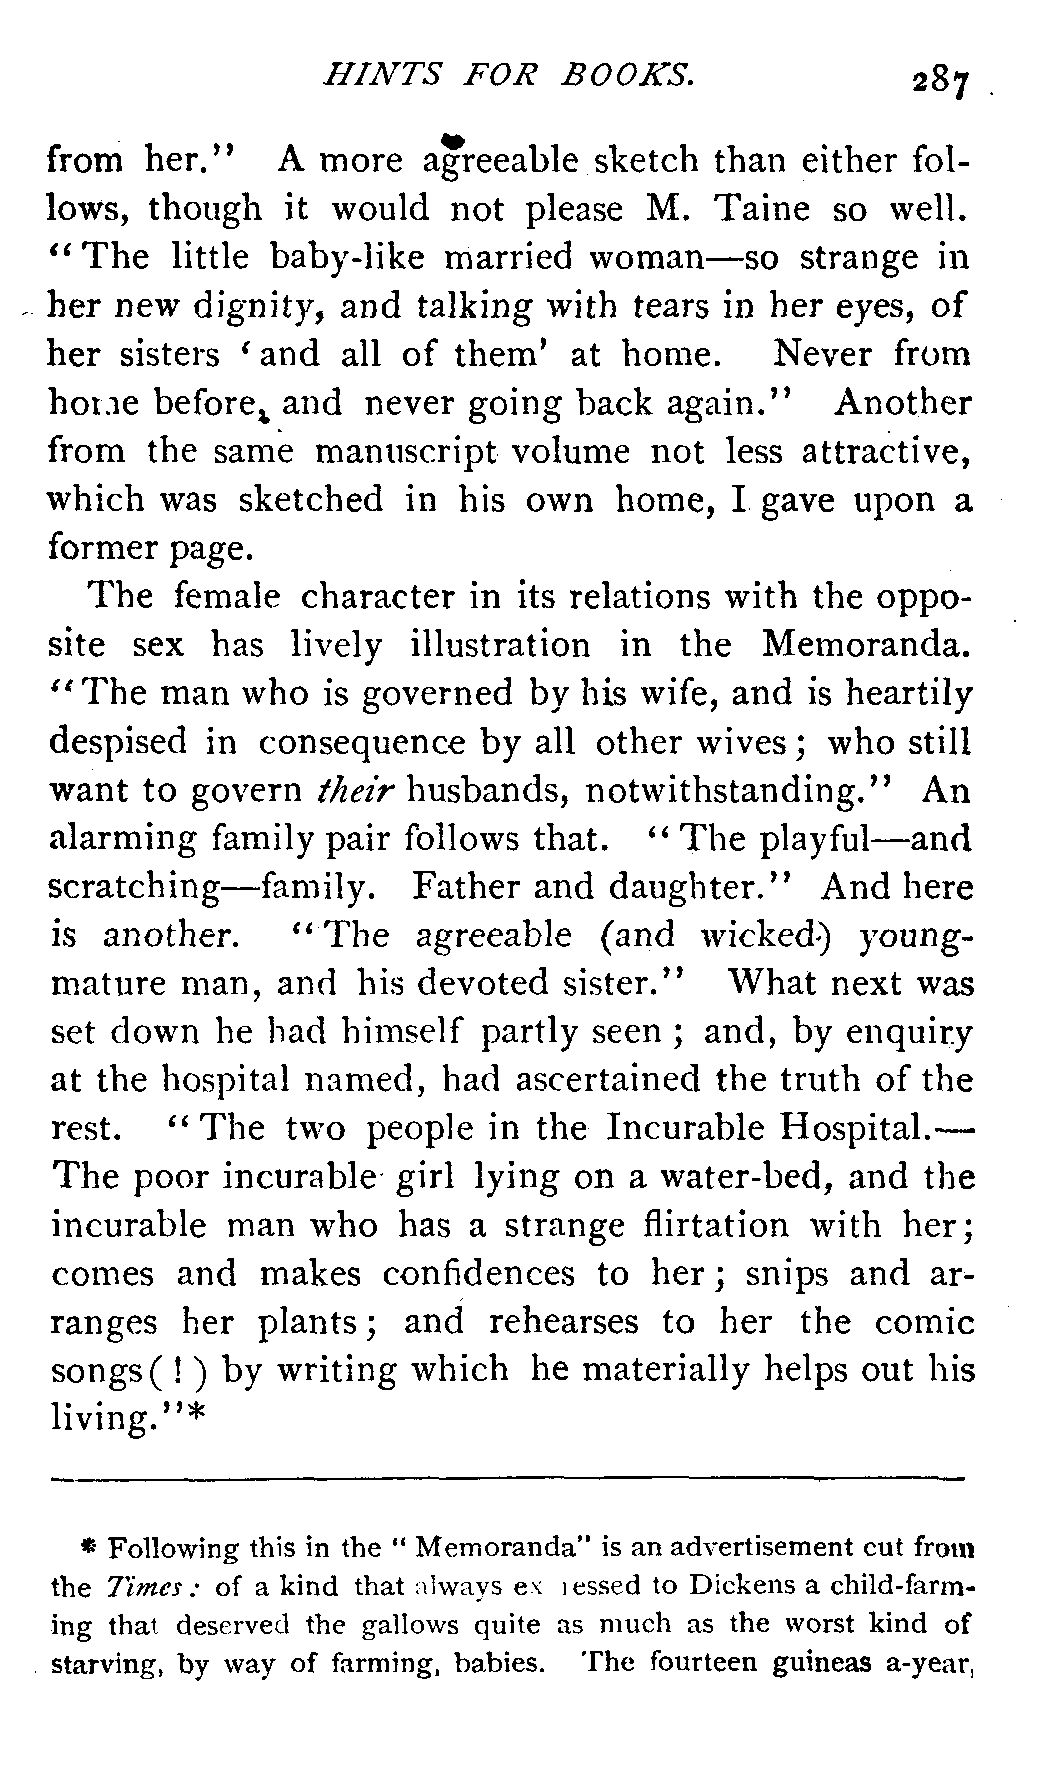 HINTS FOR BOOKS. 287
from her." A more agreeable sketch than either fol-
lows, though it would not please M. Taine so well.
"The little baby-like married woman—so strange in
her new dignity, and talking with tears in her eyes, of
her sisters 'and all of them' at home. Never from
home before, and never going back again." Another
from the same manuscript volume not less attractive,
which was sketched in his own home, I gave upon a
former page.
The female character in its relations with the oppo-
site sex has lively illustration in the Memoranda.
"The man who is governed by his wife, and is heartily
despised in consequence by all other wives; who still
want to govern their husbands, notwithstanding." An
alarming family pair follows that. "The playful—and
scratching—family. Father and daughter." And here
is another. "The agreeable (and wicked) young-
mature man, and his devoted sister." What next was
set down he had himself partly seen; and, by enquiry
at the hospital named, had ascertained the truth of the
rest. "The two people in the Incurable Hospital.—
The poor incurable girl lying on a water-bed, and the
incurable man who has a strange flirtation with her;
comes and makes confidences to her; snips and ar-
ranges her plants; and rehearses to her the comic
songs(!) by writing which he materially helps out his
living."*
* Following this in the "Memoranda" is an advertisement cut from
the Times: of a kind that always ex essed to Dickens a child-farm-
ing that deserved the gallows quite as much as the worst kind of
starving, by way of farming, babies. The fourteen guineas a-year,